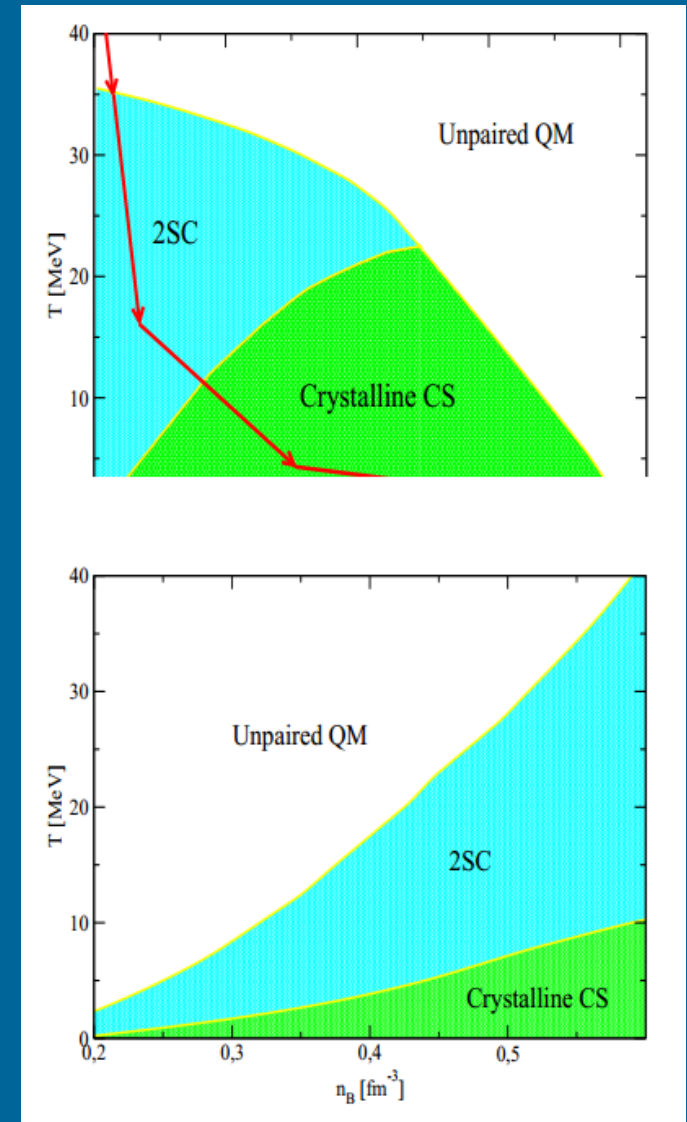 40
Unpaired QM
30
2SC
T [MeV]
20
Crystalline CS
10
40
30
Unpaired QM
T [MeV]
20
2SC
10
Crystalline CS
0
0,2 0,3 0,4 0,5
n_B [fm⁻³]